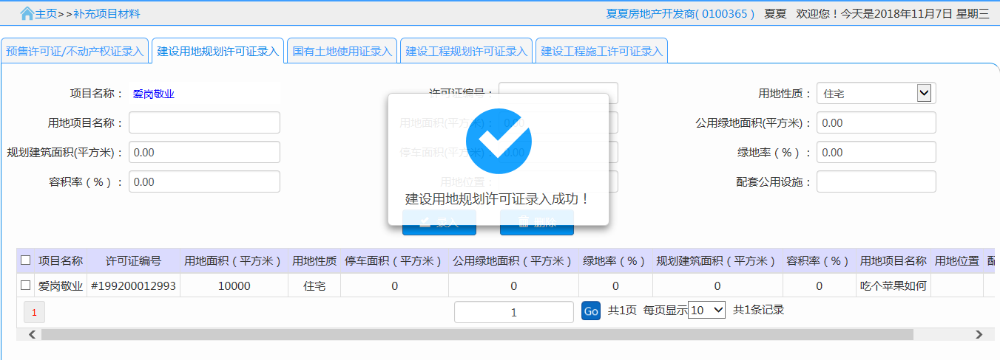 主页>>补充项目材料
夏夏房地产开发商( 0100365 ) 夏夏 欢迎您！今天是2018年11月7日 星期三
预售许可证/不动产权证录入 建设用地规划许可证录入 国有土地使用证录入 建设工程规划许可证录入 建设工程施工许可证录入
项目名称： 爱岗敬业 许可证编号： 用地性质： 住宅
用地项目名称： 用地面积(平方米)： 0.00 公用绿地面积(平方米)： 0.00
规划建筑面积(平方米)： 0.00 停车面积(平方米)： 0.00 绿地率（%）： 0.00
容积率（%）： 0.00 用地位置： 配套公用设施：
建设用地规划许可证录入成功！
录入 删除
项目名称 许可证编号 用地面积（平方米） 用地性质 停车面积（平方米） 公用绿地面积（平方米） 绿地率（%） 规划建筑面积（平方米） 容积率（%） 用地项目名称 用地位置
爱岗敬业 #199200012993 10000 住宅 0 0 0 0 0 吃个苹果如何
1 1 Go 共1页 每页显示 10 共1条记录